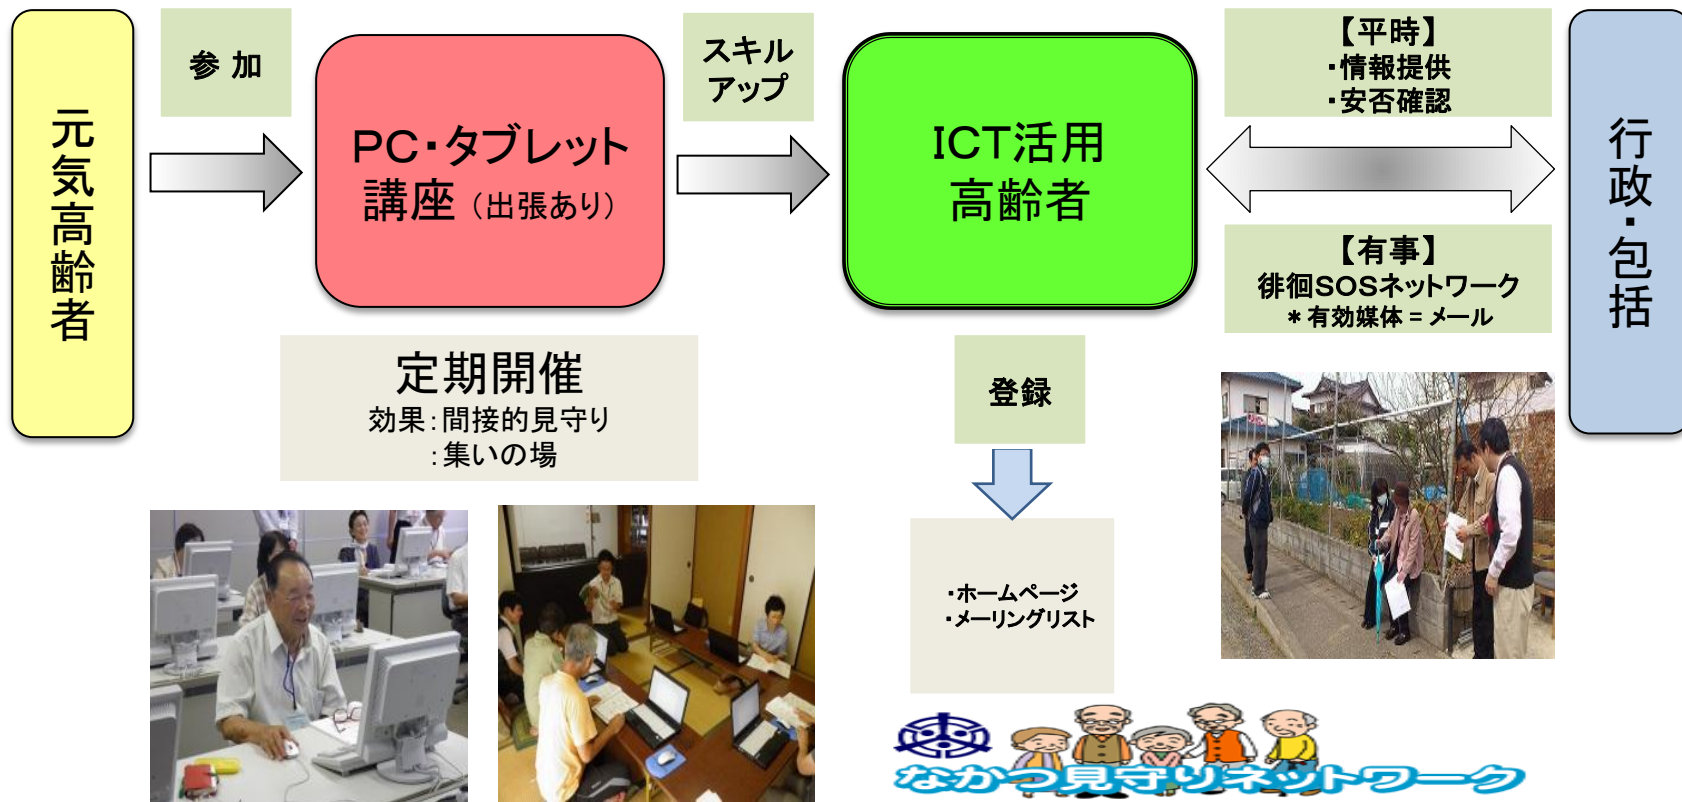 元気高齢者
参 加
PC・タブレット
講座（出張あり）
スキル
アップ
ICT活用
高齢者
【平時】
・情報提供
・安否確認
【有事】
徘徊SOSネットワーク
＊有効媒体 = メール
行政・包括
定期開催
効果：間接的見守り
：集いの場
登録
・ホームページ
・メーリングリスト
なかつ見守りネットワーク